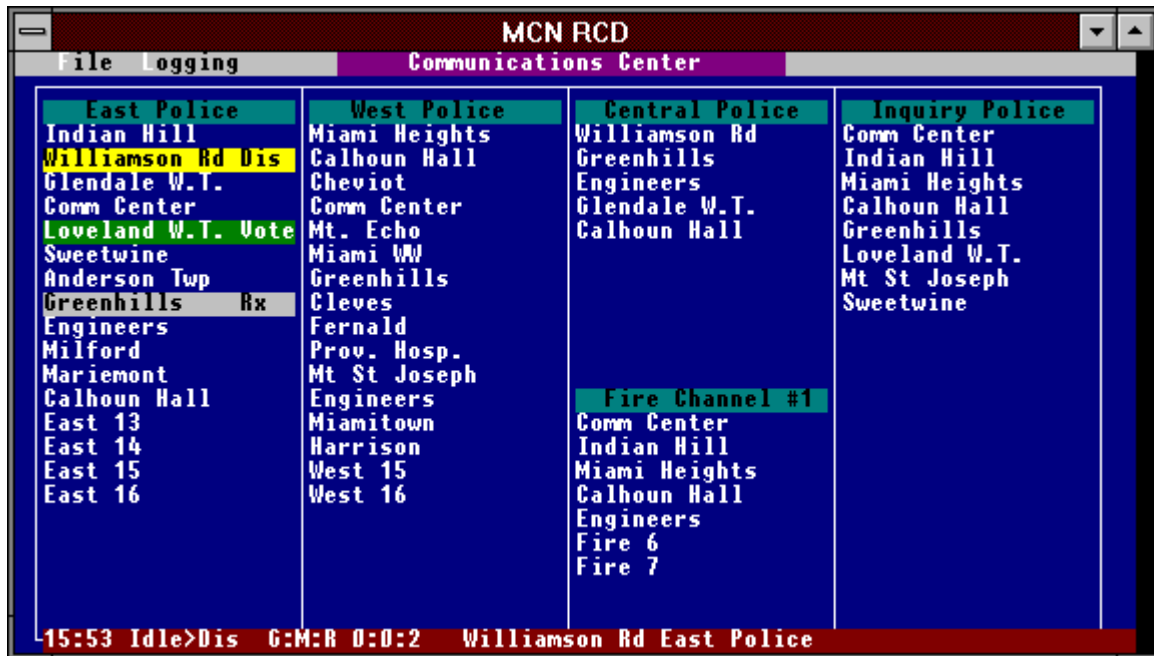 MCN RCD
File Logging Communications Center
East Police
Indian Hill
Williamson Rd Dis
Glendale W.T.
Comm Center
Loveland W.T. Vote
Sweetwine
Anderson Twp
Greenhills Rx
Engineers
Milford
Mariemont
Calhoun Hall
East 13
East 14
East 15
East 16
West Police
Miami Heights
Calhoun Hall
Cheviot
Comm Center
Mt. Echo
Miami WW
Greenhills
Cleves
Fernald
Prov. Hosp.
Mt St Joseph
Engineers
Miamitown
Harrison
West 15
West 16
Central Police
Williamson Rd
Greenhills
Engineers
Glendale W.T.
Calhoun Hall
Fire Channel #1
Comm Center
Indian Hill
Miami Heights
Calhoun Hall
Engineers
Fire 6
Fire 7
Inquiry Police
Comm Center
Indian Hill
Miami Heights
Calhoun Hall
Greenhills
Loveland W.T.
Mt St Joseph
Sweetwine
15:53 Idle>Dis G:M:R 0:0:2 Williamson Rd East Police